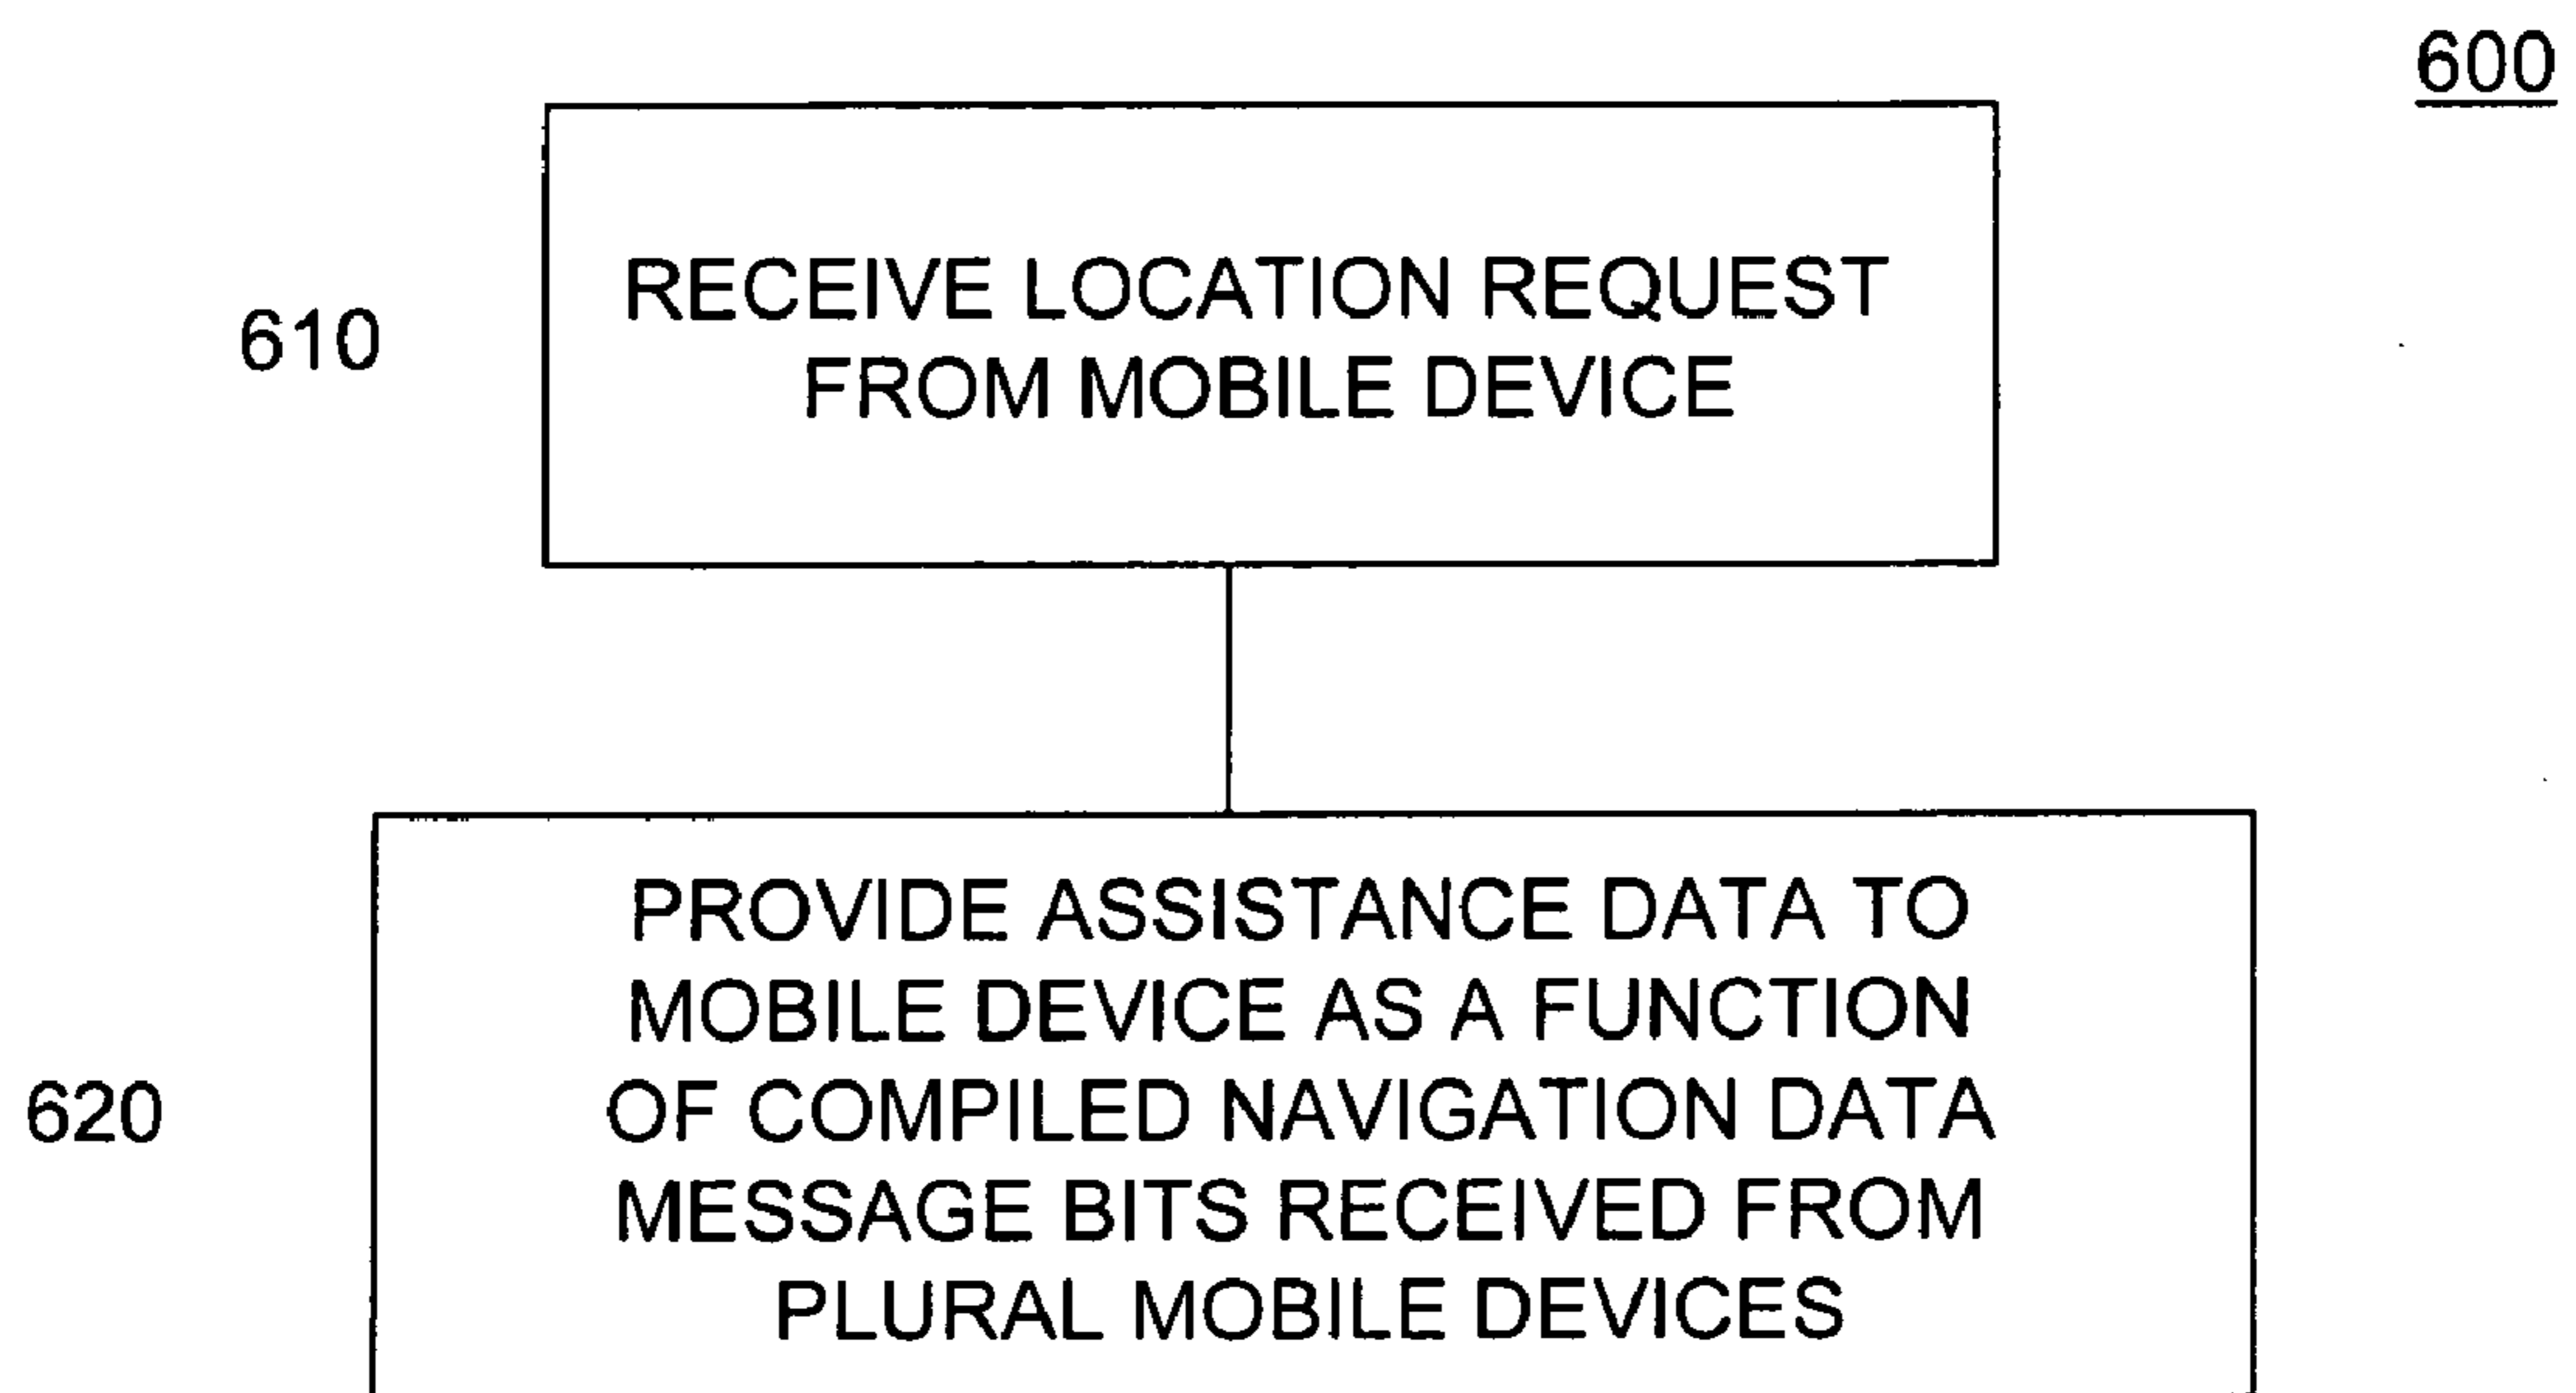 600
610
RECEIVE LOCATION REQUEST
FROM MOBILE DEVICE
620
PROVIDE ASSISTANCE DATA TO
MOBILE DEVICE AS A FUNCTION
OF COMPILED NAVIGATION DATA
MESSAGE BITS RECEIVED FROM
PLURAL MOBILE DEVICES